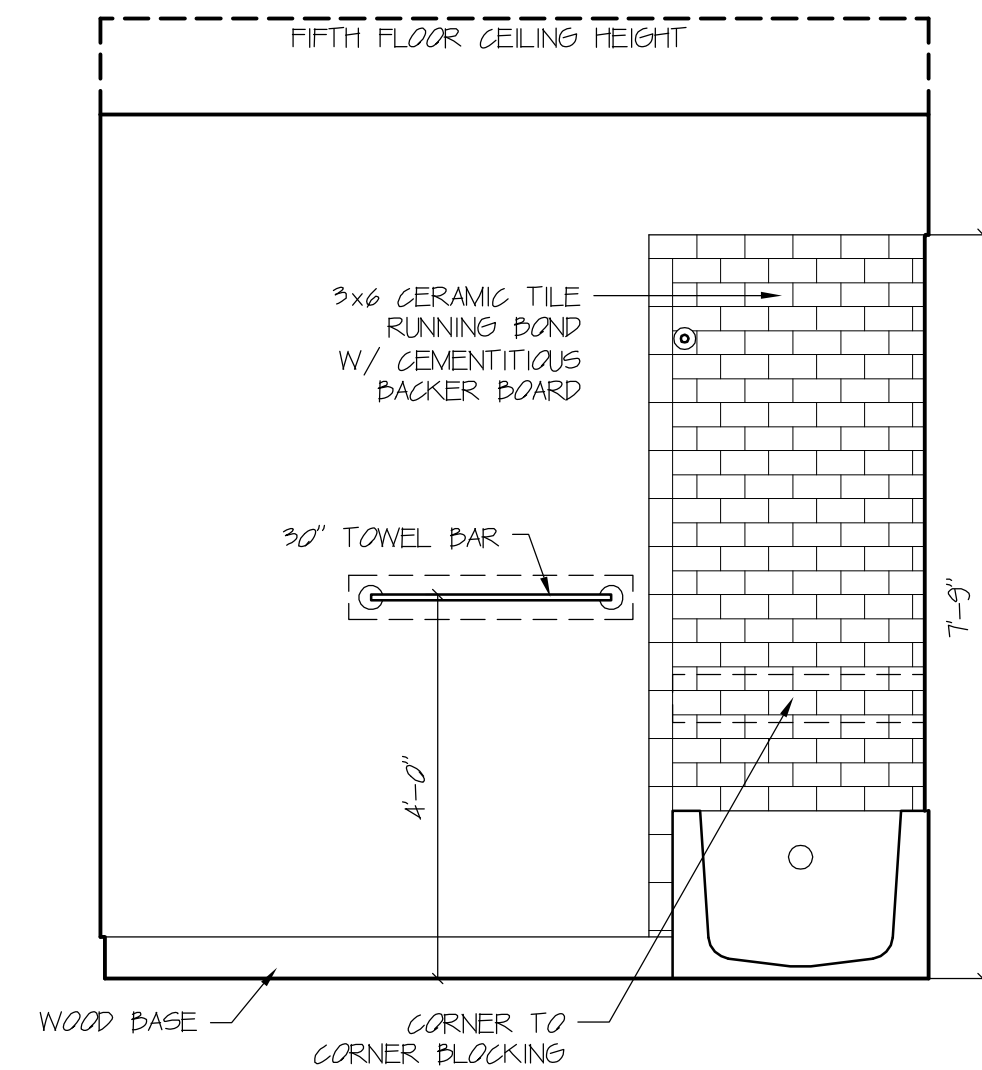 FIFTH FLOOR CEILING HEIGHT
3x6 CERAMIC TILE
RUNNING BOND
W/ CEMENTITIOUS
BACKER BOARD
30" TOWEL BAR
7'-9"
4'-0"
WOOD BASE
CORNER TO
CORNER BLOCKING